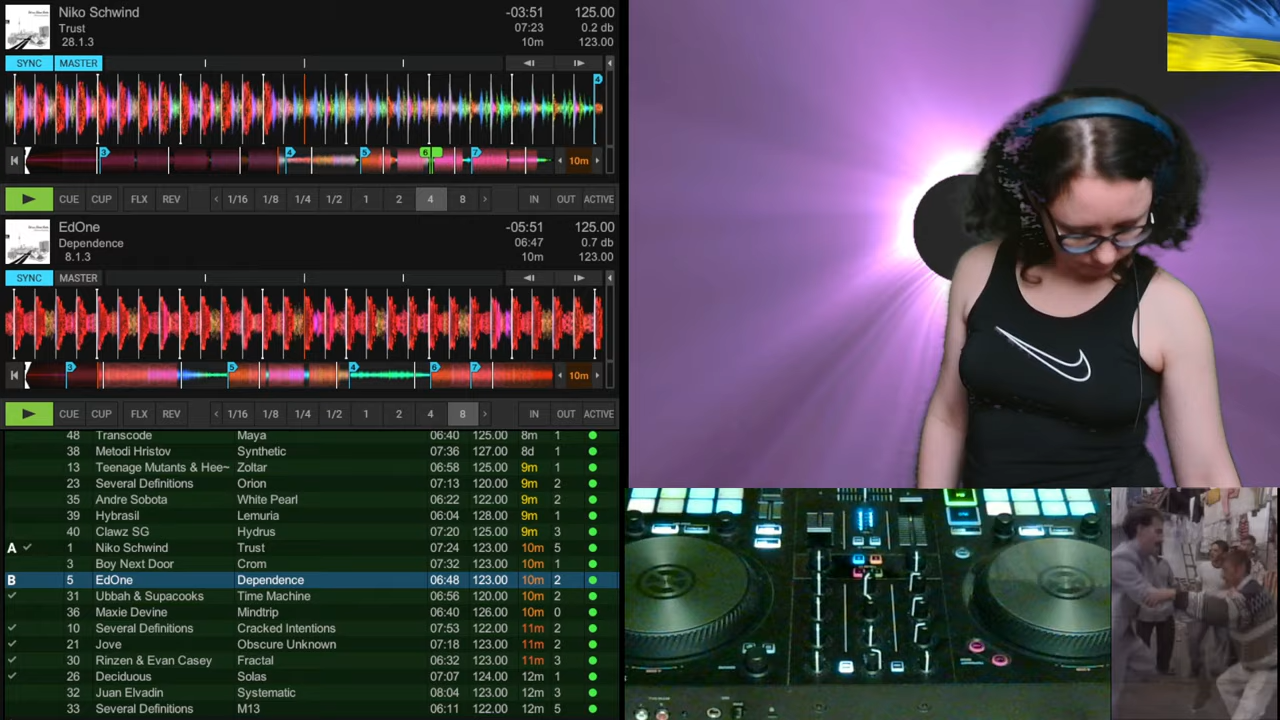 Niko Schwind -03:51 125.00
Trust 07:23 0.2 db
28.1.3 10m 123.00
SYNC MASTER
4
3 4 5 6 7 10m
CUE CUP FLX REV 1/16 1/8 1/4 1/2 1 2 4 8 IN OUT ACTIVE
EdOne -05:51 125.00
Dependence 06:47 0.7 db
8.1.3 10m 123.00
SYNC MASTER
3 5 4 6 7 10m
CUE CUP FLX REV 1/16 1/8 1/4 1/2 1 2 4 8 IN OUT ACTIVE
48 Transcode Maya 06:40 125.00 8m 1
38 Metodi Hristov Synthetic 07:36 127.00 8d 1
13 Teenage Mutants & Hee~ Zoltar 06:58 125.00 9m 1
23 Several Definitions Orion 07:13 120.00 9m 2
35 Andre Sobota White Pearl 06:22 122.00 9m 2
39 Hybrasil Lemuria 06:04 128.00 9m 1
40 Clawz SG Hydrus 07:20 125.00 9m 3
A 1 Niko Schwind Trust 07:24 123.00 10m 5
3 Boy Next Door Crom 07:32 123.00 10m 1
B 5 EdOne Dependence 06:48 123.00 10m 2
31 Ubbah & Supacooks Time Machine 06:56 120.00 10m 2
36 Maxie Devine Mindtrip 06:40 126.00 10m 0
10 Several Definitions Cracked Intentions 07:53 122.00 11m 2
21 Jove Obscure Unknown 07:18 123.00 11m 2
30 Rinzen & Evan Casey Fractal 06:32 123.00 11m 3
26 Deciduous Solas 07:07 124.00 12m 1
32 Juan Elvadin Systematic 08:04 123.00 12m 3
33 Several Definitions M13 06:11 122.00 12m 5